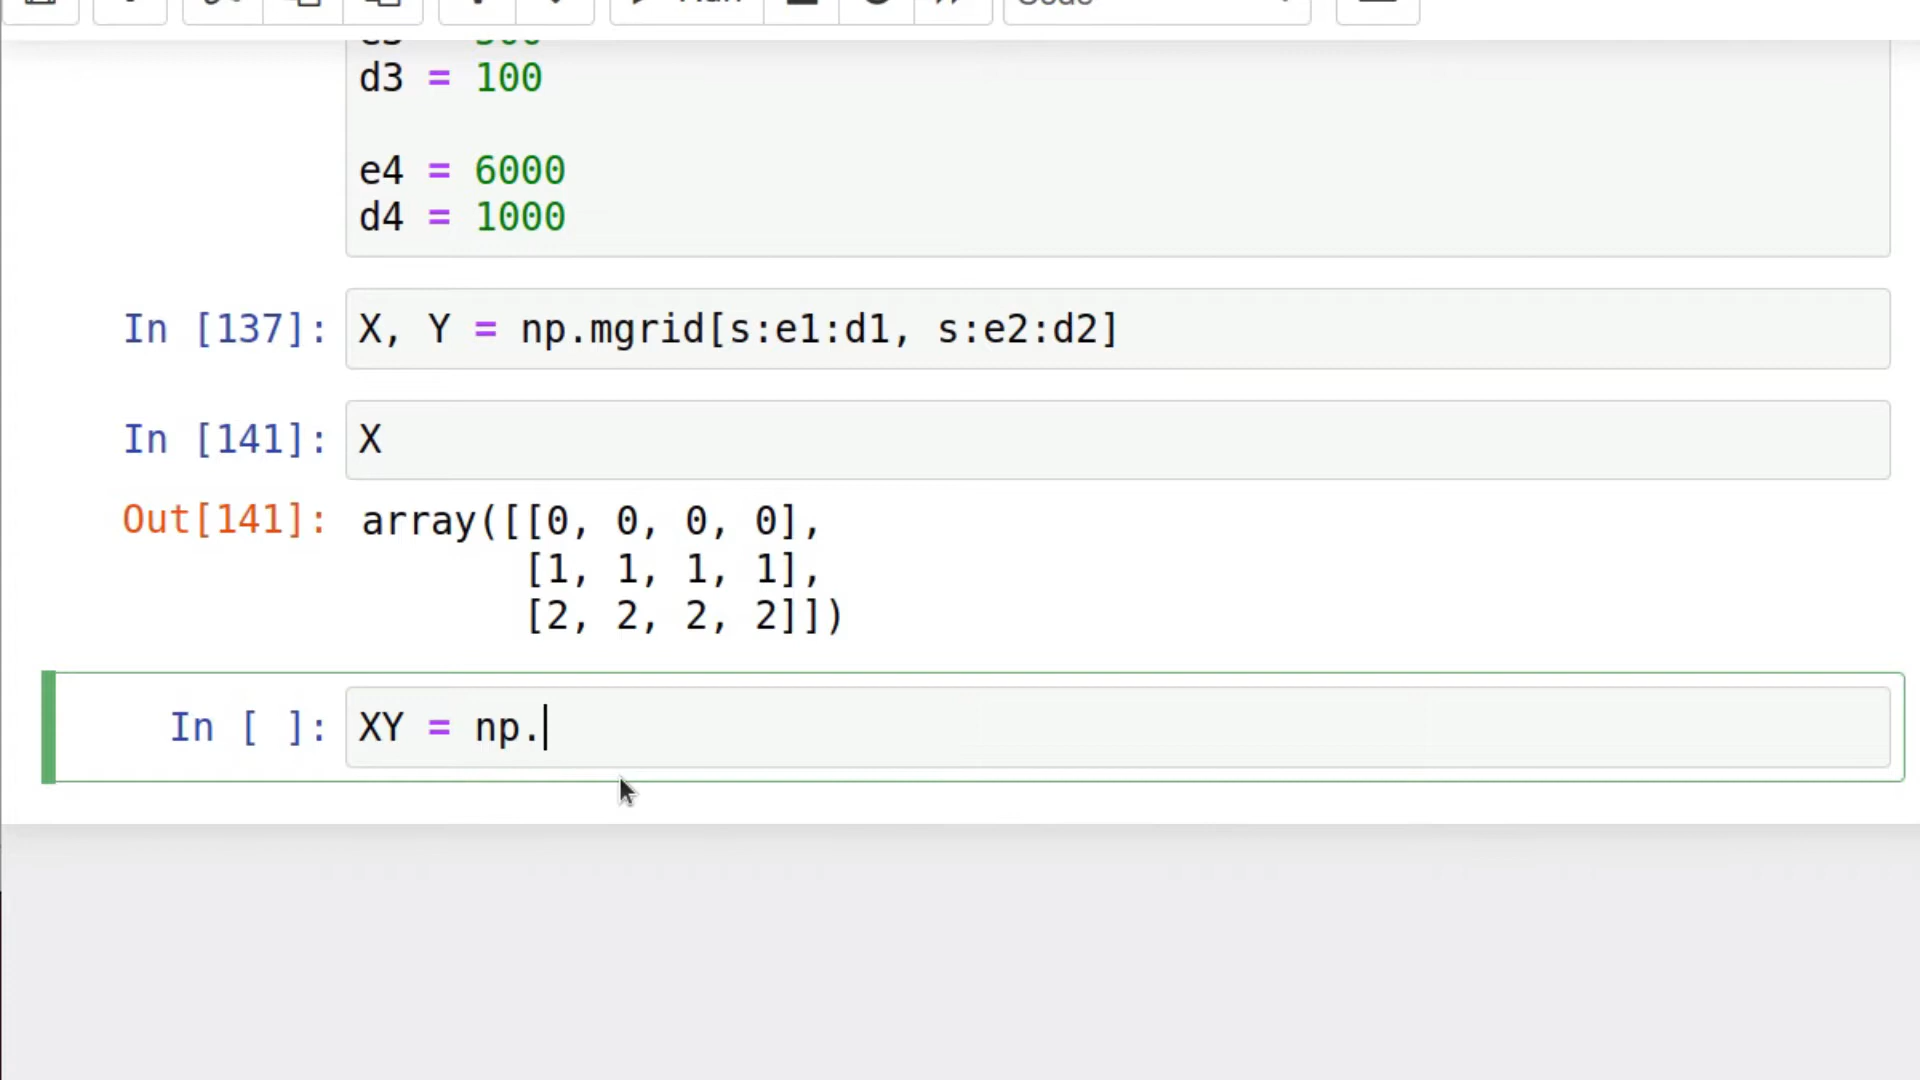 d3 = 100
e4 = 6000
d4 = 1000
In [137]: X, Y = np.mgrid[s:e1:d1, s:e2:d2]
In [141]: X
Out[141]: array([[0, 0, 0, 0],
[1, 1, 1, 1],
[2, 2, 2, 2]])
In [ ]: XY = np.